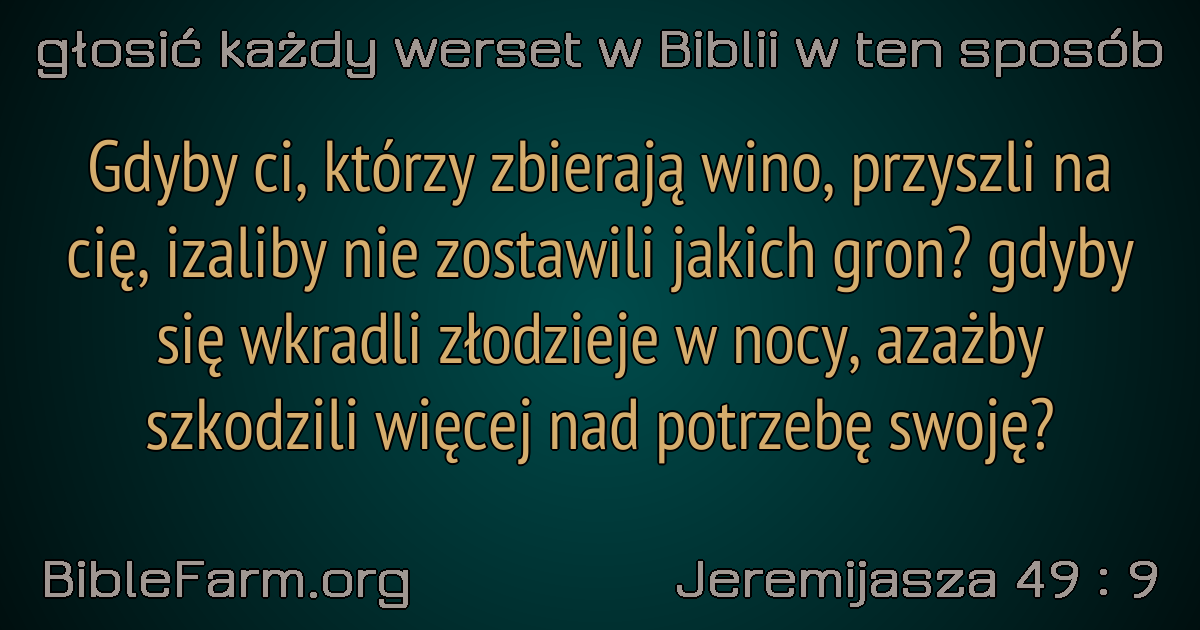 głosić każdy werset w Biblii w ten sposób
Gdyby ci, którzy zbierają wino, przyszli na
cię, izaliby nie zostawili jakich gron? gdyby
się wkradli złodzieje w nocy, azażby
szkodzili więcej nad potrzebę swoję?
BibleFarm.org
Jeremijasza 49 : 9